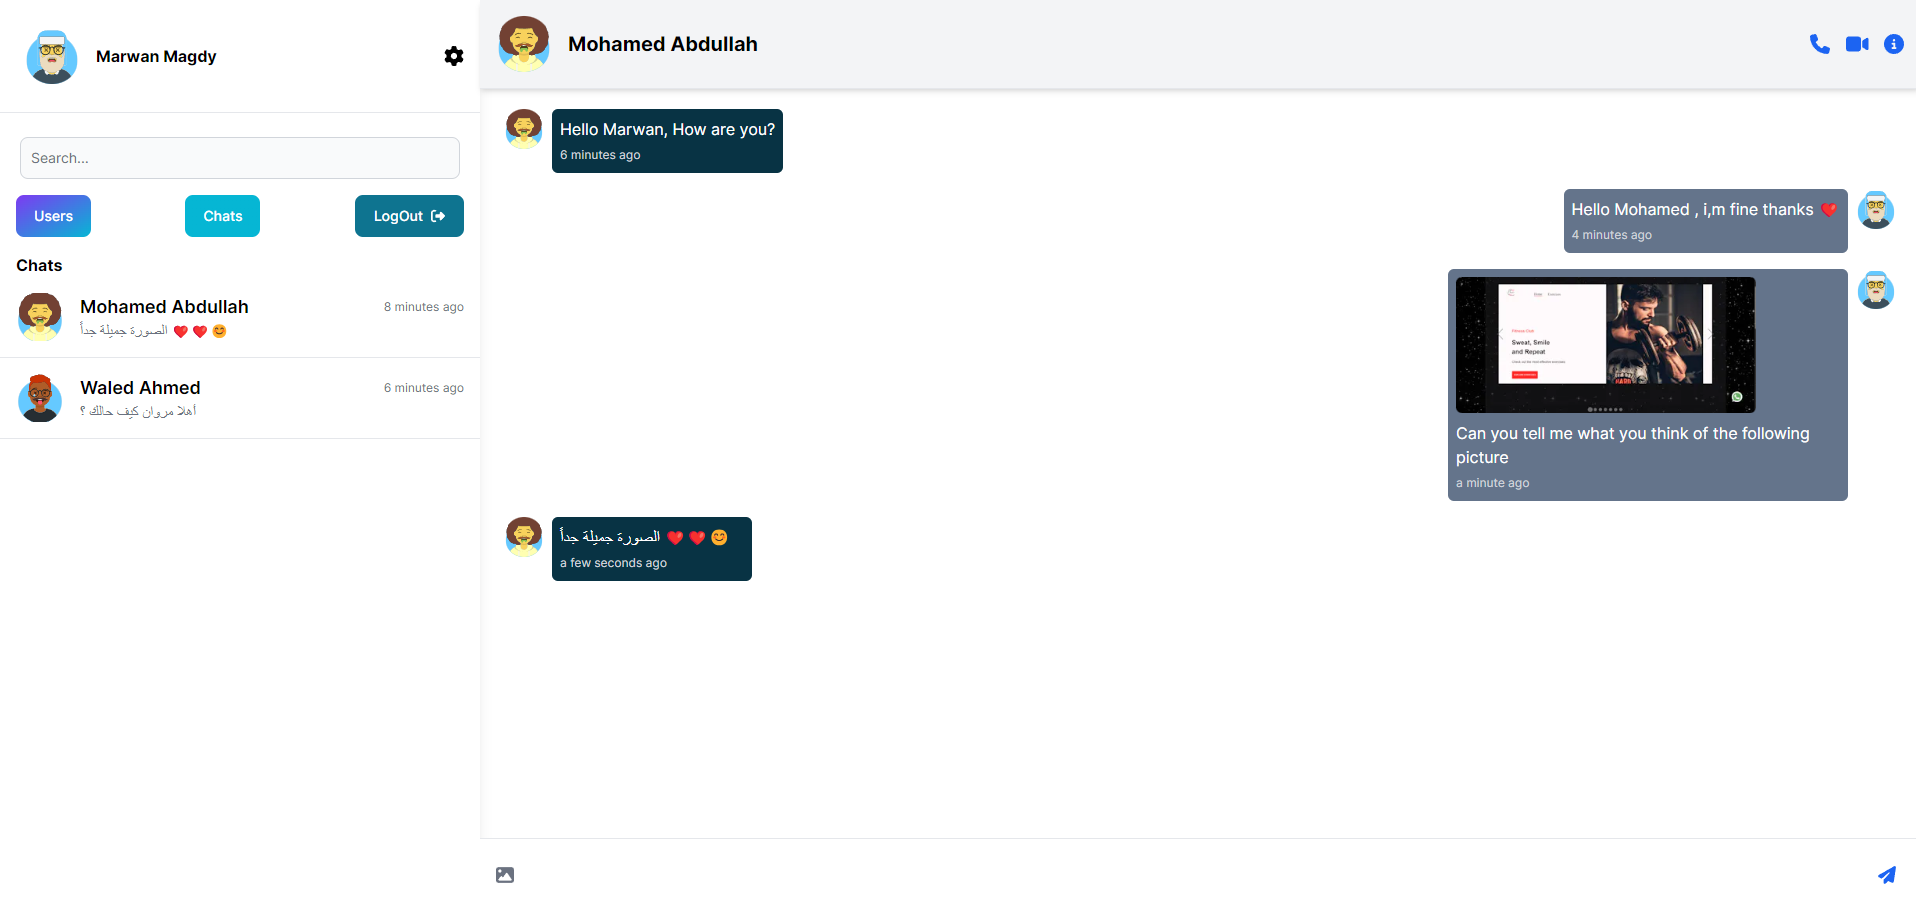 Marwan Magdy
Search...
Users
Chats
LogOut
Chats
Mohamed Abdullah
8 minutes ago
الصورة جميلة جداً ❤️ ❤️ 😊
Waled Ahmed
6 minutes ago
أهلا مروان كيف حالك ؟
Mohamed Abdullah
Hello Marwan, How are you?
6 minutes ago
Hello Mohamed , i,m fine thanks ❤️
4 minutes ago
Fitness Club
Sweat, Smile
and Repeat
Can you tell me what you think of the following
picture
a minute ago
الصورة جميلة جداً ❤️ ❤️ 😊
a few seconds ago